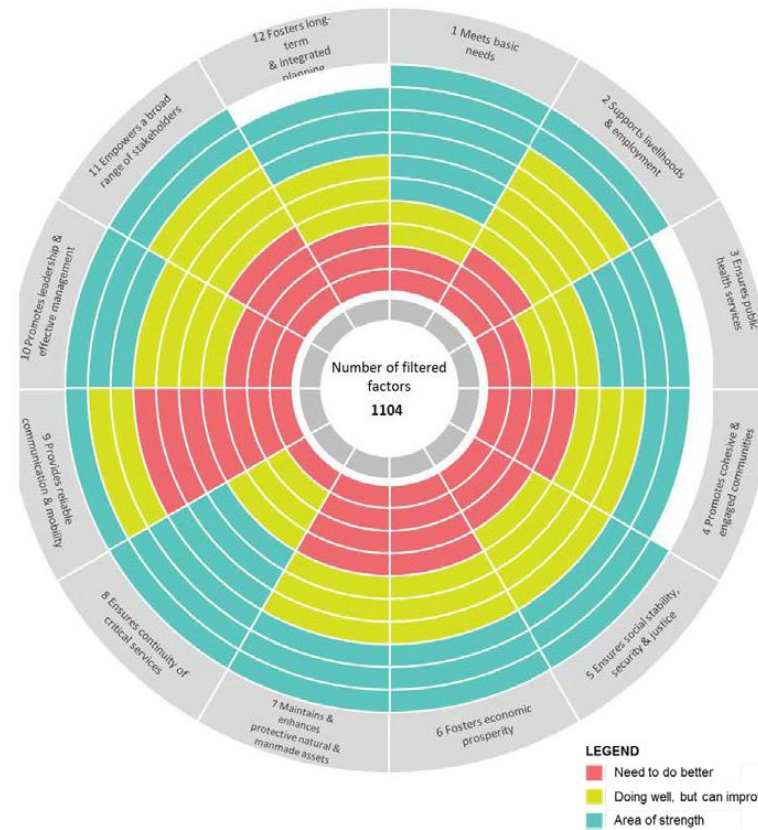 12 Fosters long-
term
& integrated
planning
1 Meets basic
needs
2 Supports livelihoods
& employment
3 Ensures public
health services
4 Promotes cohesive &
engaged communities
5 Ensures social stability,
security & justice
6 Fosters economic
prosperity
7 Maintains &
enhances
protective natural &
manmade assets
8 Ensures continuity of
critical services
9 Provides reliable
communication & mobility
10 Promotes leadership &
effective management
11 Empowers a broad
range of stakeholders
Number of filtered
factors
1104
LEGEND
Need to do better
Doing well, but can improv
Area of strength